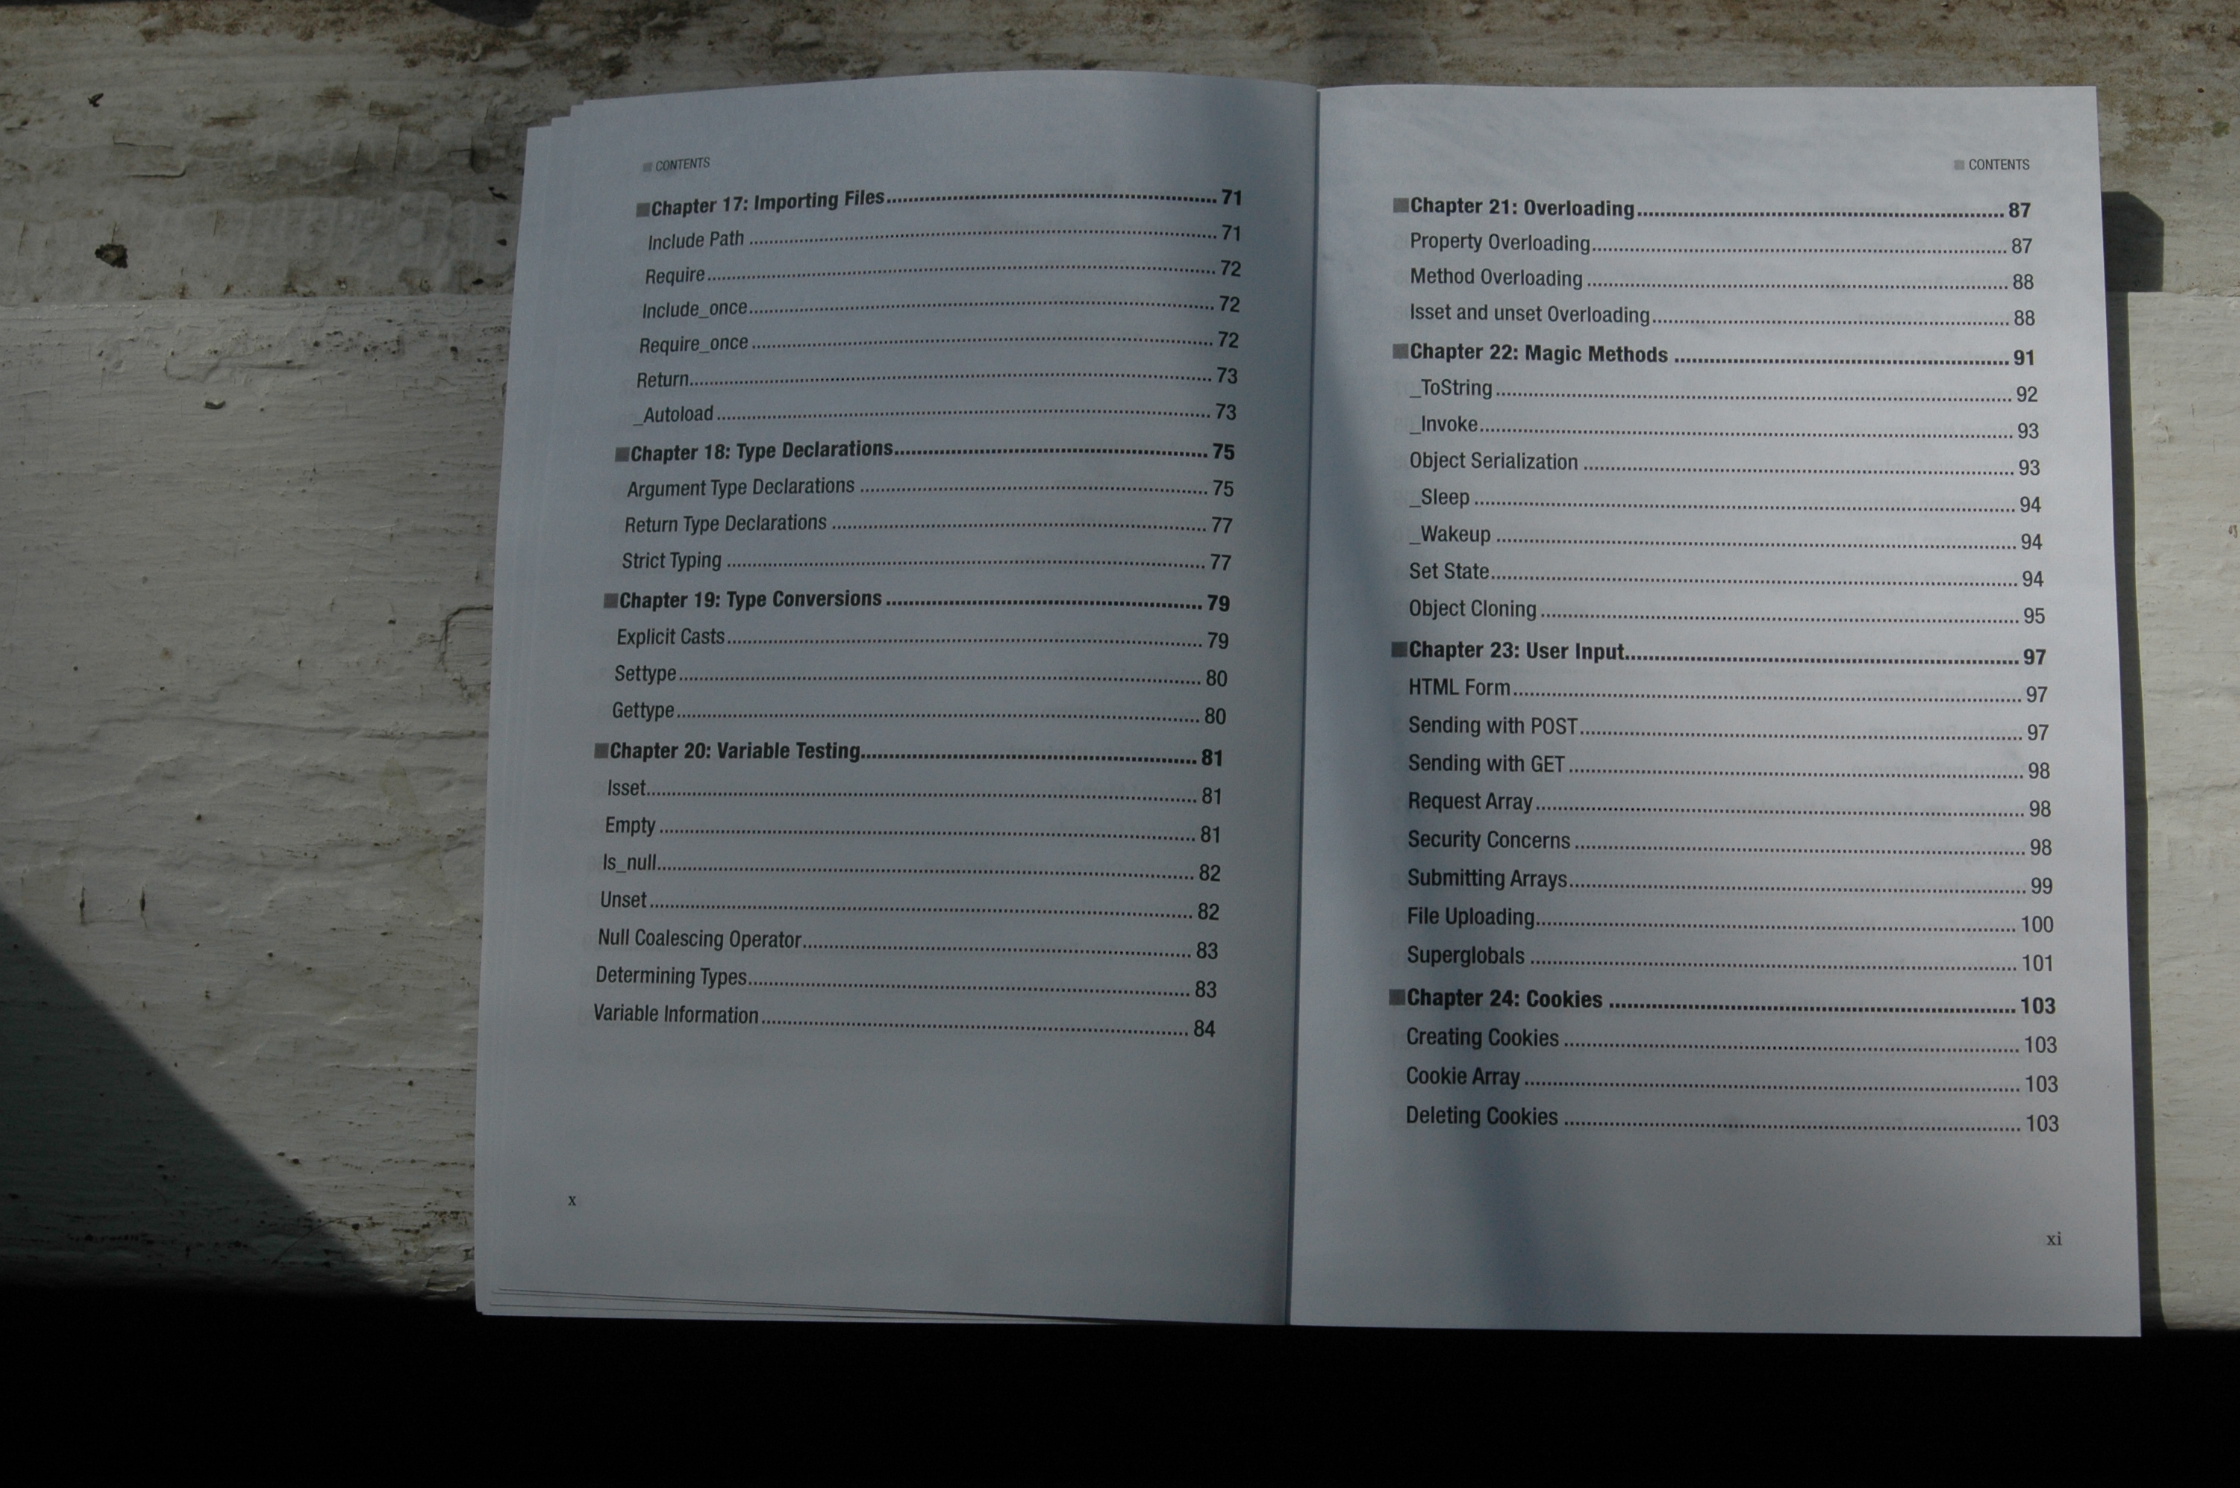 CONTENTS
Chapter 17: Importing Files 71
Include Path 71
Require 72
Include_once 72
Require_once 72
Return 73
_Autoload 73
Chapter 18: Type Declarations 75
Argument Type Declarations 75
Return Type Declarations 77
Strict Typing 77
Chapter 19: Type Conversions 79
Explicit Casts 79
Settype 80
Gettype 80
Chapter 20: Variable Testing 81
Isset 81
Empty 81
Is_null 82
Unset 82
Null Coalescing Operator 83
Determining Types 83
Variable Information 84
x
CONTENTS
Chapter 21: Overloading 87
Property Overloading 87
Method Overloading 88
Isset and unset Overloading 88
Chapter 22: Magic Methods 91
_ToString 92
_Invoke 93
Object Serialization 93
_Sleep 94
_Wakeup 94
Set State 94
Object Cloning 95
Chapter 23: User Input 97
HTML Form 97
Sending with POST 97
Sending with GET 98
Request Array 98
Security Concerns 98
Submitting Arrays 99
File Uploading 100
Superglobals 101
Chapter 24: Cookies 103
Creating Cookies 103
Cookie Array 103
Deleting Cookies 103
xi